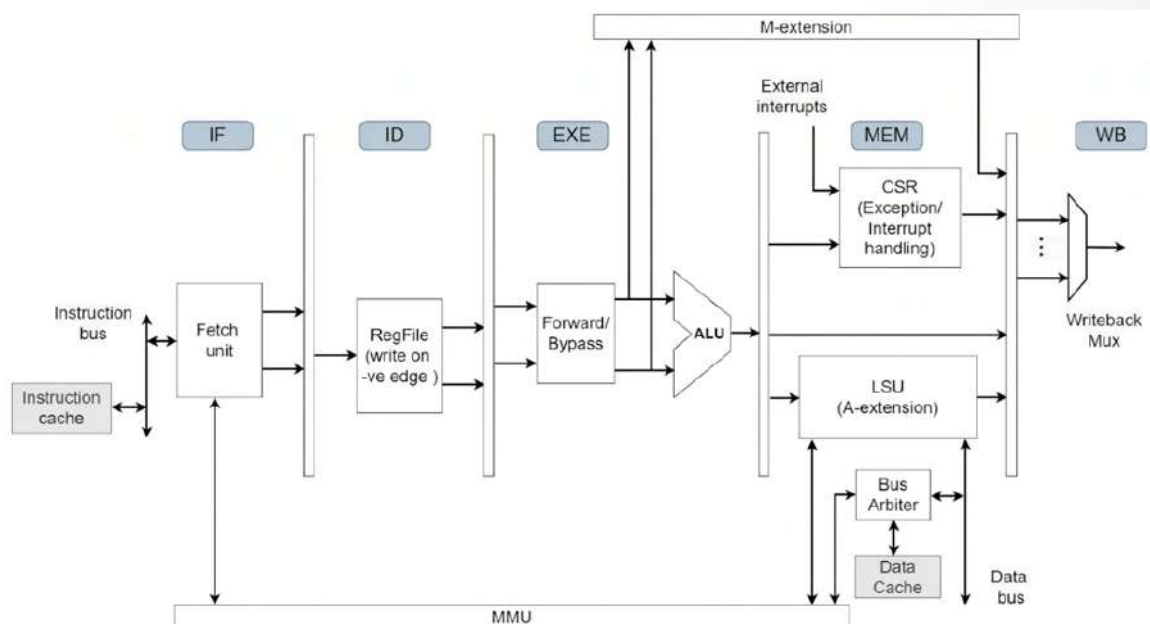 M-extension
External
interrupts
IF
ID
EXE
MEM
WB
CSR
(Exception/
Interrupt
handling)
Instruction
bus
Fetch
unit
RegFile
(write on
-ve edge )
Forward/
Bypass
ALU
Writeback
Mux
Instruction
cache
LSU
(A-extension)
Bus
Arbiter
Data
Cache
Data
bus
MMU